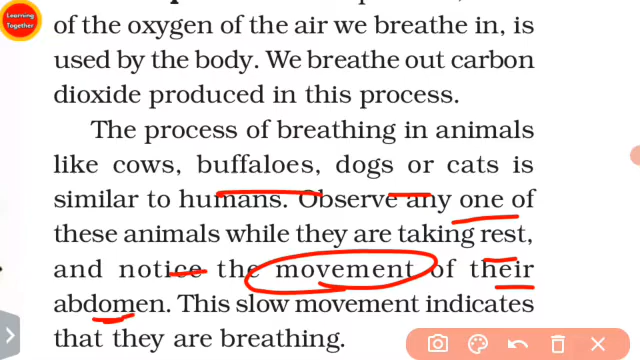 Learning
Together
of the oxygen of the air we breathe in, is
used by the body. We breathe out carbon
dioxide produced in this process.
The process of breathing in animals
like cows, buffaloes, dogs or cats is
similar to humans. Observe any one of
these animals while they are taking rest,
and notice the movement of their
abdomen. This slow movement indicates
that they are breathing.